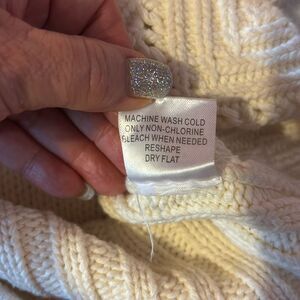 MACHINE WASH COLD
ONLY NON-CHLORINE
BLEACH WHEN NEEDED
RESHAPE
DRY FLAT